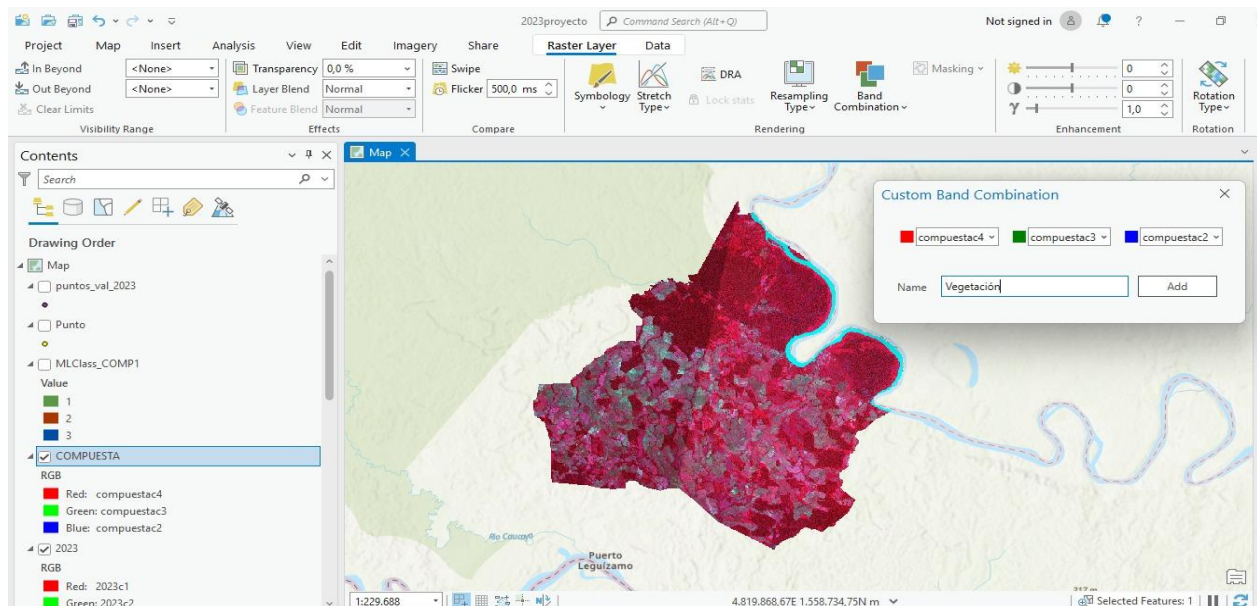 2023proyecto
Command Search (Alt+Q)
Not signed in
?
Project Map Insert Analysis View Edit Imagery Share Raster Layer Data
In Beyond <None>
Out Beyond <None>
Clear Limits
Visibility Range
Transparency 0,0 %
Layer Blend Normal
Feature Blend Normal
Effects
Swipe
Flicker 500,0 ms
Compare
Symbology
Stretch
Type
DRA
Lock stats
Resampling
Type
Band
Combination
Rendering
Masking
0
0
1,0
Enhancement
Rotation
Type
Rotation
Contents
Search
Drawing Order
Map
puntos_val_2023
Punto
MLClass_COMP1
Value
1
2
3
COMPUESTA
RGB
Red: compuestac4
Green: compuestac3
Blue: compuestac2
2023
RGB
Red: 2023c1
Green: 2023c2
Map
Custom Band Combination
compuestac4 compuestac3 compuestac2
Name Vegetación Add
Río Caucayá
Puerto
Leguízamo
217 m
1:229.688
4.819.868,67E 1.558.734,75N m
Selected Features: 1